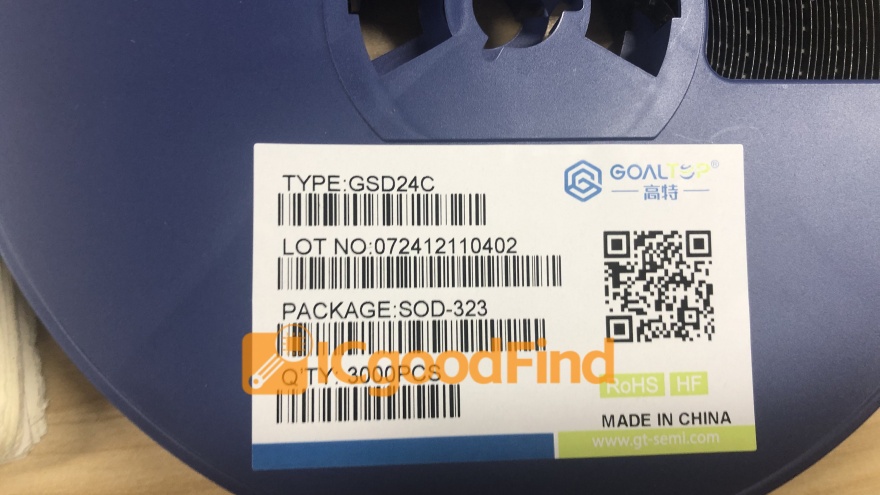 TYPE:GSD24C
GOALTOP®
高特
LOT NO:072412110402
PACKAGE:SOD-323
ICgoodFind
Q'TY: 3000PCS
RoHS HF
MADE IN CHINA
www.gt-semi.com